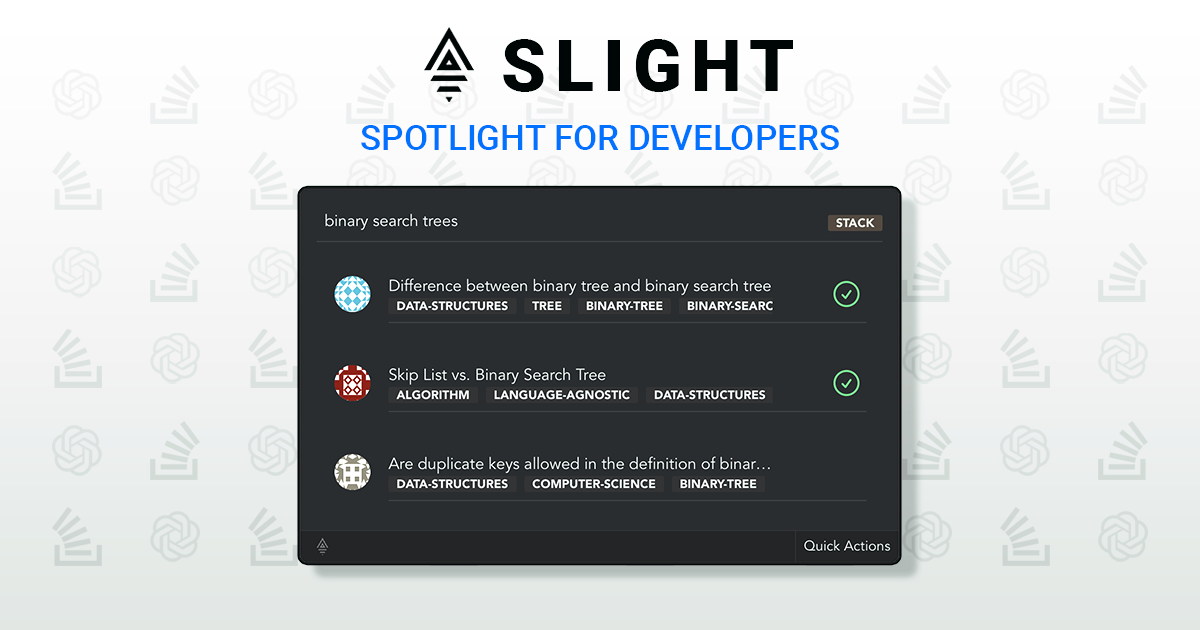 SLIGHT
SPOTLIGHT FOR DEVELOPERS
binary search trees STACK
Difference between binary tree and binary search tree
DATA-STRUCTURES TREE BINARY-TREE BINARY-SEARC
Skip List vs. Binary Search Tree
ALGORITHM LANGUAGE-AGNOSTIC DATA-STRUCTURES
Are duplicate keys allowed in the definition of binar…
DATA-STRUCTURES COMPUTER-SCIENCE BINARY-TREE
Quick Actions